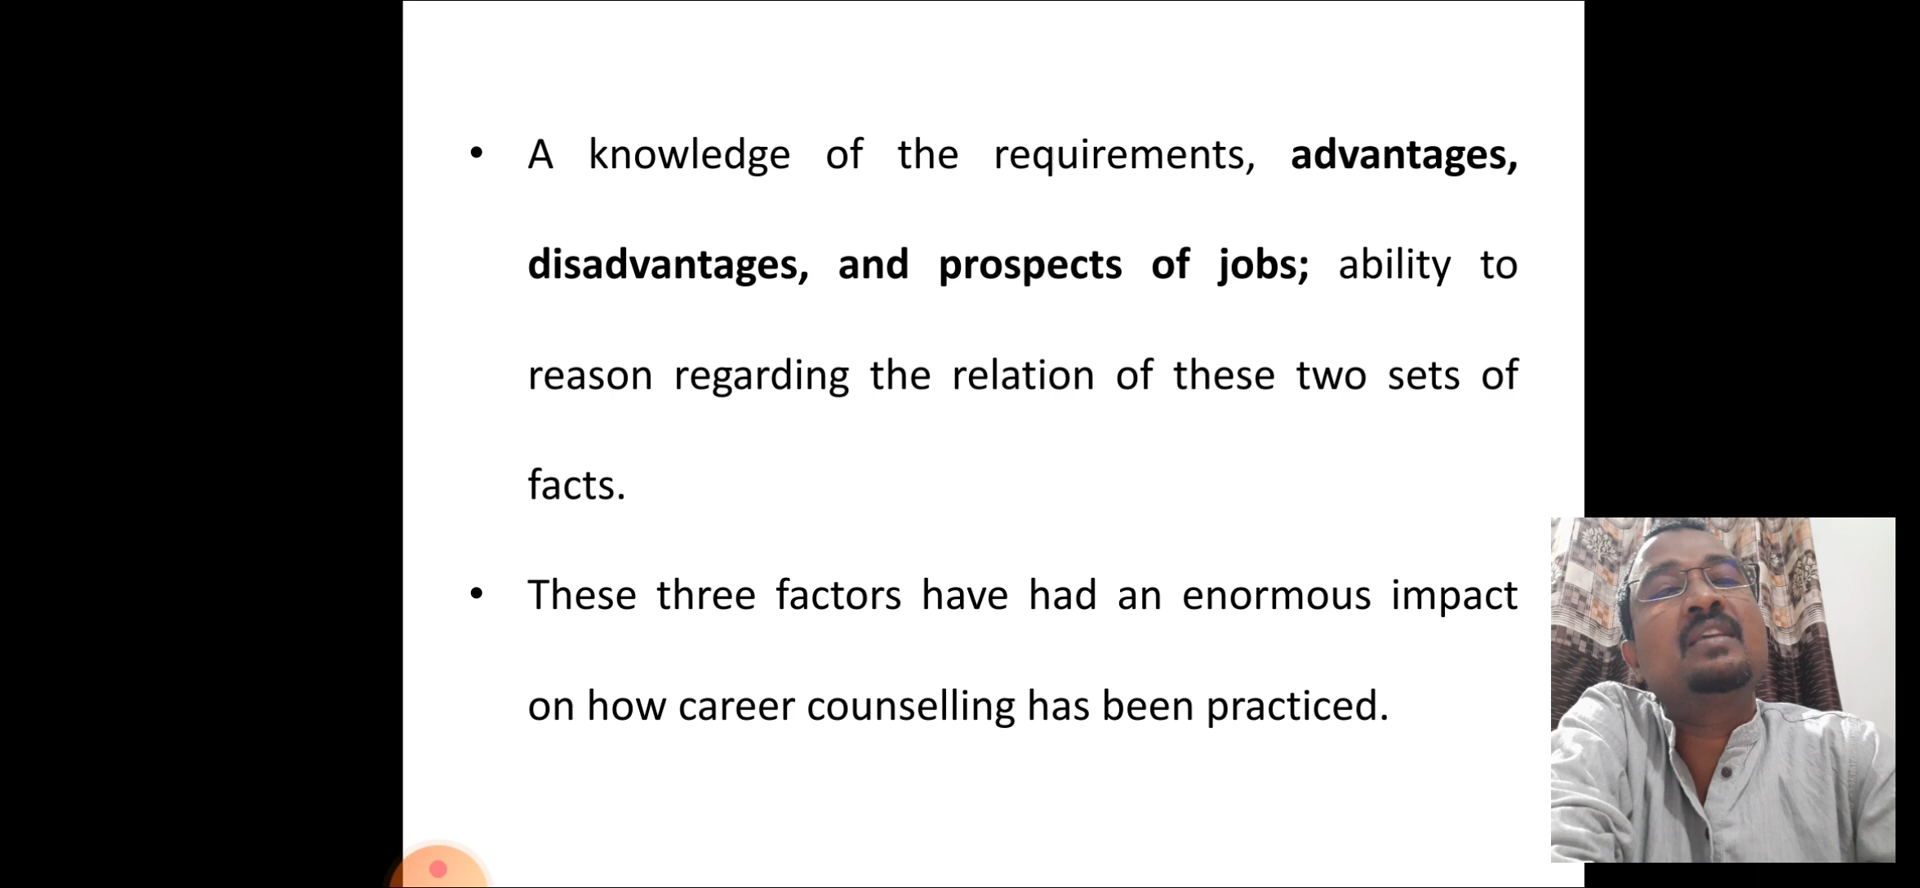 • A knowledge of the requirements, advantages,
disadvantages, and prospects of jobs; ability to
reason regarding the relation of these two sets of
facts.
• These three factors have had an enormous impact
on how career counselling has been practiced.